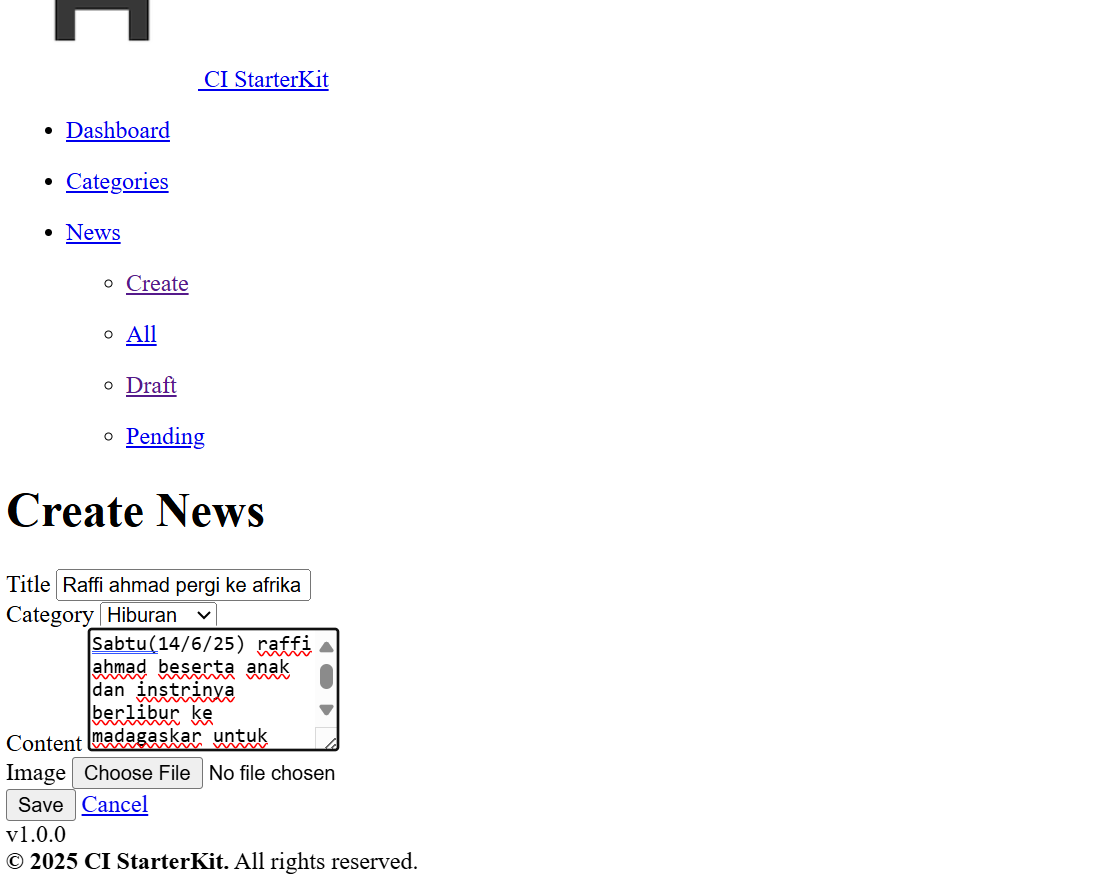 CI StarterKit
Dashboard
Categories
News
Create
All
Draft
Pending
Create News
Title Raffi ahmad pergi ke afrika
Category Hiburan
Sabtu(14/6/25) raffi
ahmad beserta anak
dan instrinya
berlibur ke
madagaskar untuk
Content
Image Choose File No file chosen
Save Cancel
v1.0.0
© 2025 CI StarterKit. All rights reserved.